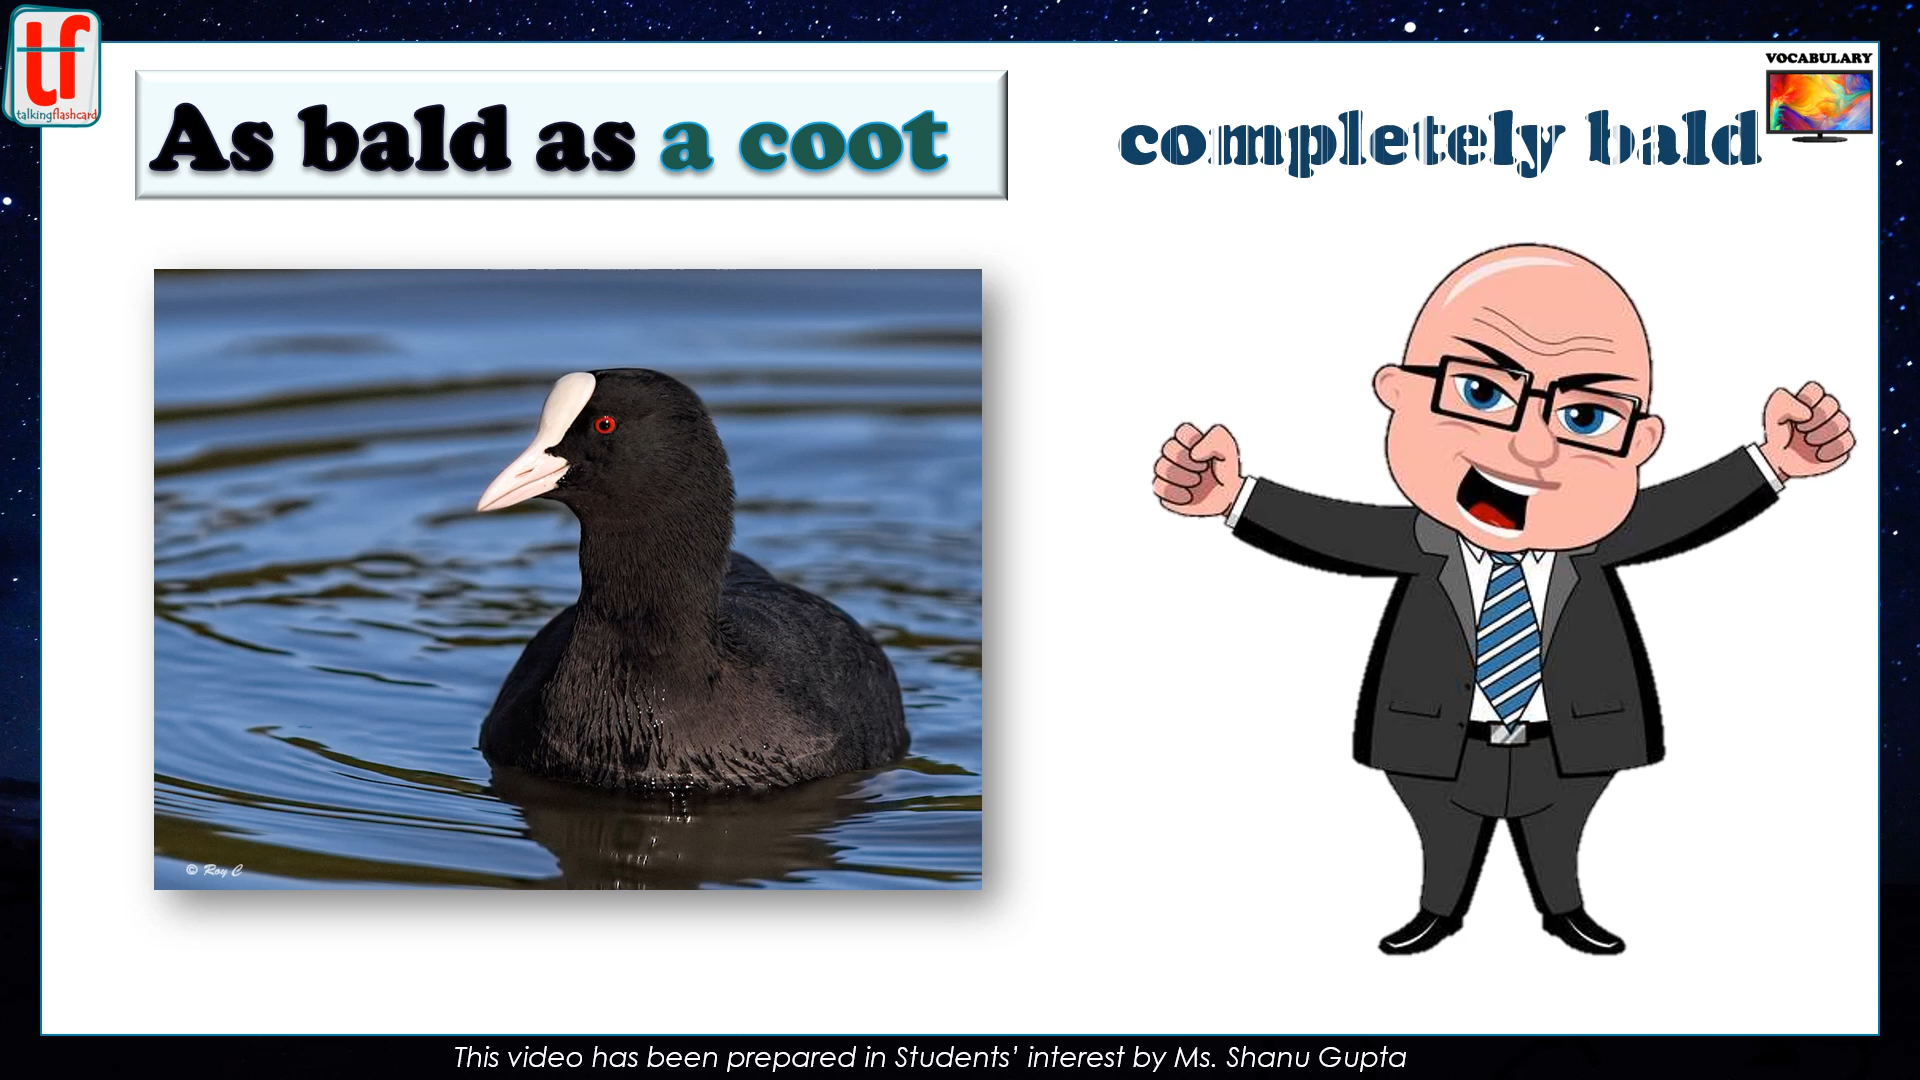 tf
talkingflashcard
VOCABULARY
As bald as a coot
completely bald
© Roy C
This video has been prepared in Students' interest by Ms. Shanu Gupta